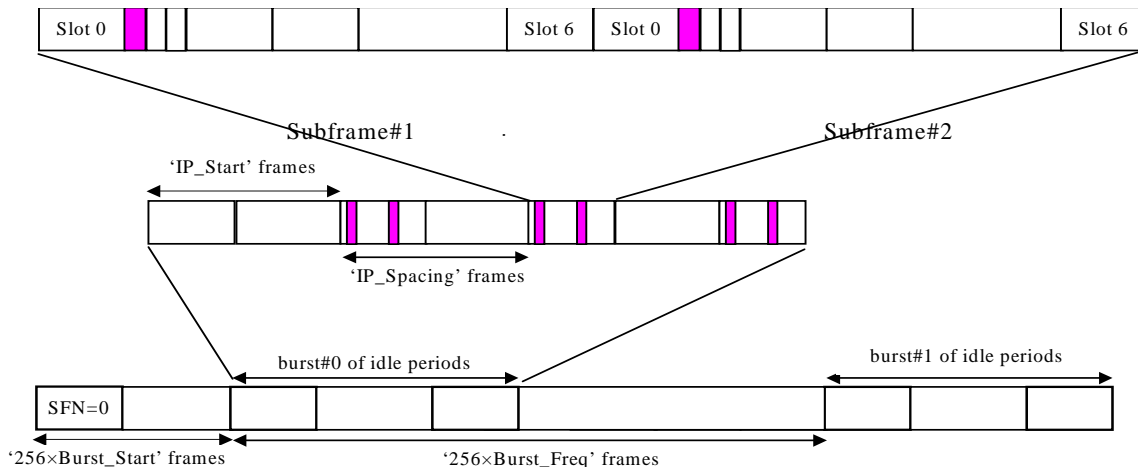 Slot 0 Slot 6 Slot 0 Slot 6
Subframe#1 Subframe#2
‘IP_Start’ frames
‘IP_Spacing’ frames
burst#0 of idle periods burst#1 of idle periods
SFN=0
‘256×Burst_Start’ frames ‘256×Burst_Freq’ frames